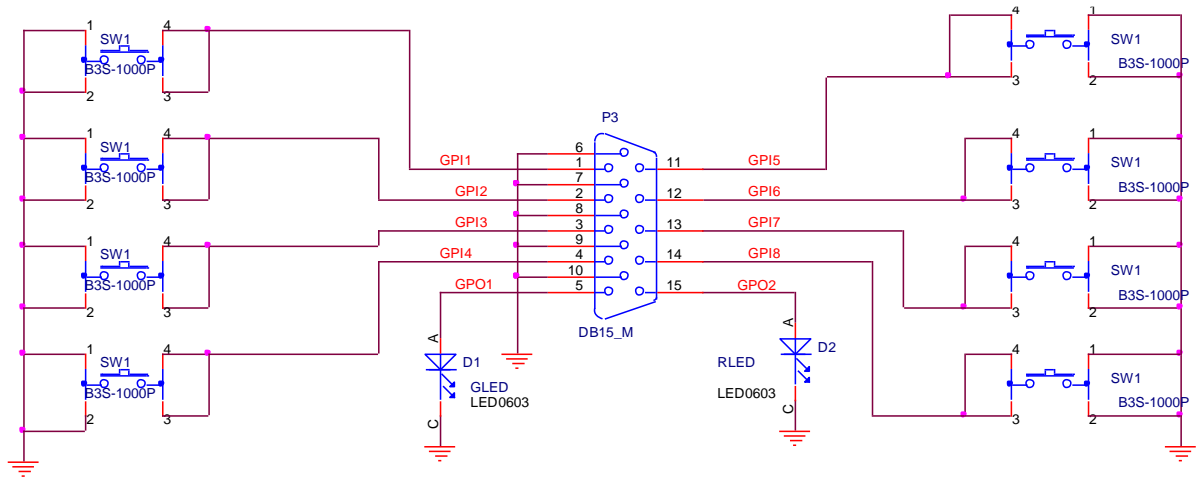 1 4
SW1
B3S-1000P
2 3
1 4
SW1
B3S-1000P
2 3
1 4
SW1
B3S-1000P
2 3
1 4
SW1
B3S-1000P
2 3
P3
6
GPI1 1 11 GPI5
7
GPI2 2 12 GPI6
8
GPI3 3 13 GPI7
9
GPI4 4 14 GPI8
10
GPO1 5 15 GPO2
DB15_M
A
D1
GLED
LED0603
C
A
D2
RLED
LED0603
C
4 1
SW1
B3S-1000P
3 2
4 1
SW1
B3S-1000P
3 2
4 1
SW1
B3S-1000P
3 2
4 1
SW1
B3S-1000P
3 2